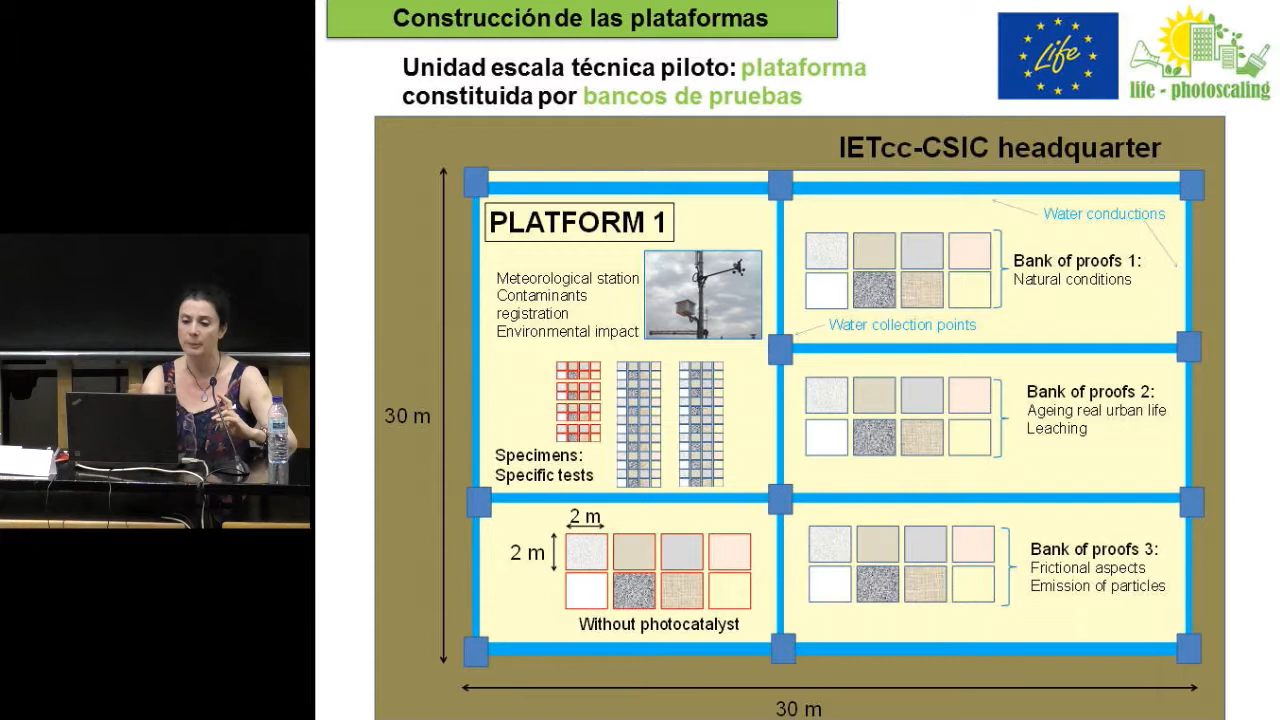 Construcción de las plataformas
Unidad escala técnica piloto: plataforma
constituida por bancos de pruebas
Life
life - photoscaling
IETcc-CSIC headquarter
PLATFORM 1
Meteorological station
Contaminants
registration
Environmental impact
Water conductions
Bank of proofs 1:
Natural conditions
Water collection points
30 m
Bank of proofs 2:
Ageing real urban life
Leaching
Specimens:
Specific tests
2 m
2 m
Without photocatalyst
Bank of proofs 3:
Frictional aspects
Emission of particles
30 m